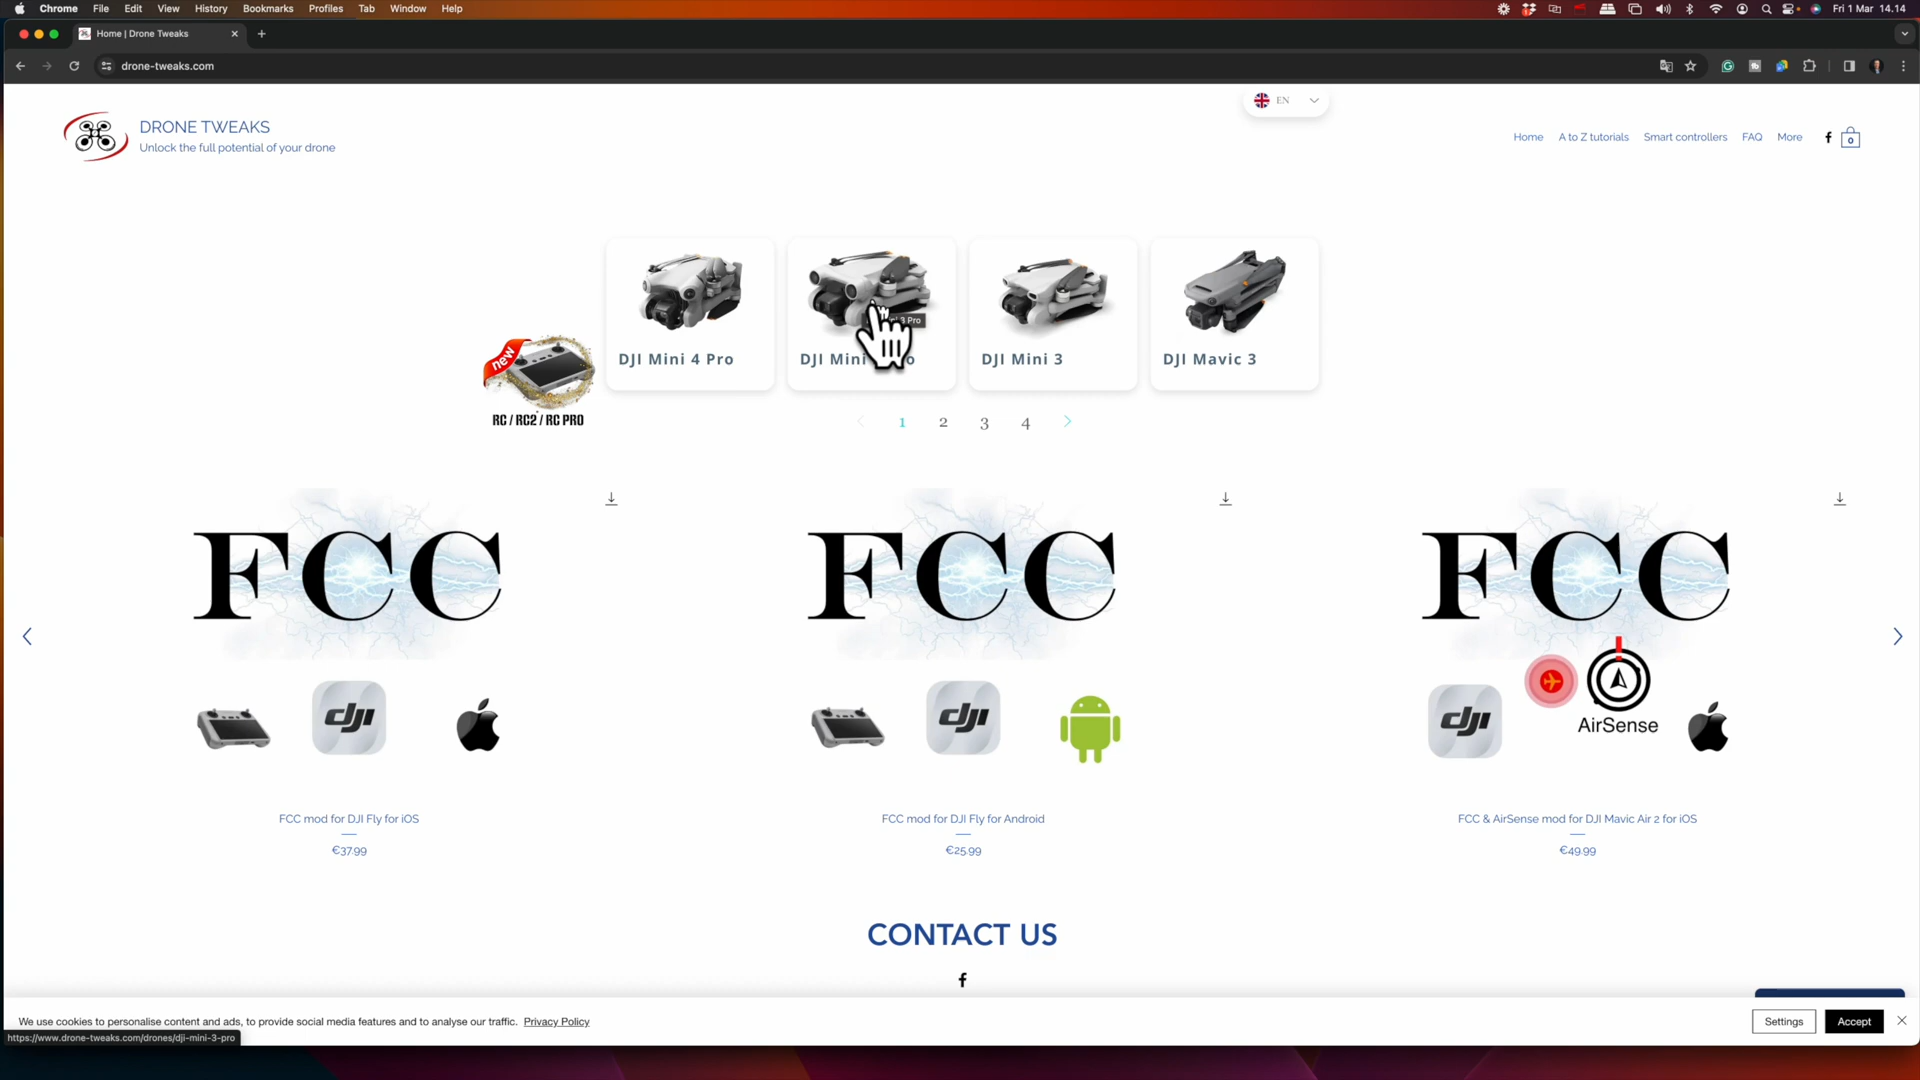 Chrome File Edit View History Bookmarks Profiles Tab Window Help
Fri 1 Mar 14.14
Home | Drone Tweaks
drone-tweaks.com
EN
DRONE TWEAKS
Unlock the full potential of your drone
Home A to Z tutorials Smart controllers FAQ More
0
DJI Mini 4 Pro
DJI Mini
3 Pro
DJI Mini 3
DJI Mavic 3
new
RC / RC2 / RC PRO
1 2 3 4
FCC
FCC
FCC
dji
dji
dji
AirSense
FCC mod for DJI Fly for iOS
€37.99
FCC mod for DJI Fly for Android
€25.99
FCC & AirSense mod for DJI Mavic Air 2 for iOS
€49.99
CONTACT US
We use cookies to personalise content and ads, to provide social media features and to analyse our traffic. Privacy Policy
Settings
Accept
https://www.drone-tweaks.com/drones/dji-mini-3-pro